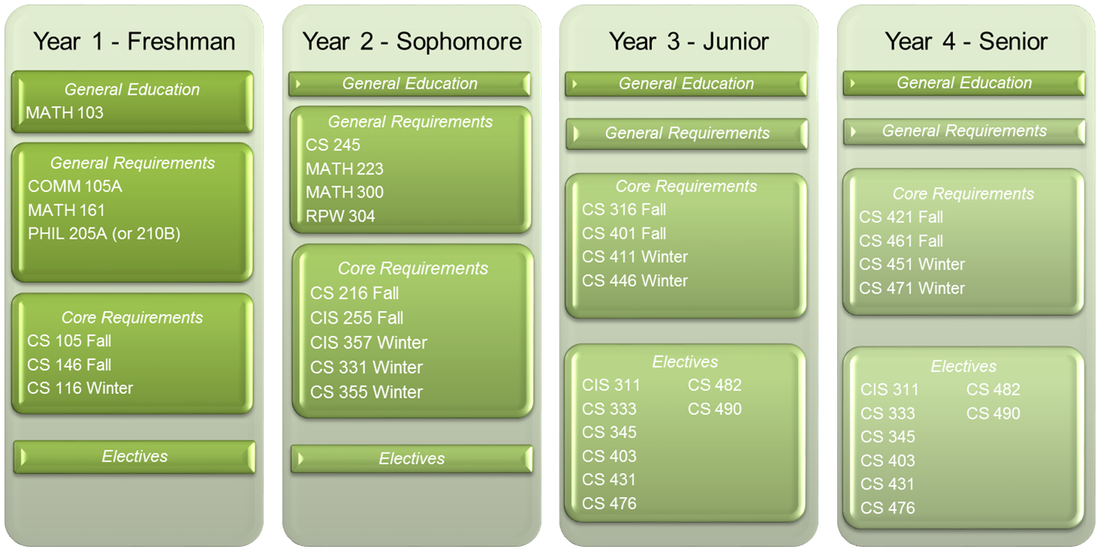 Year 1 - Freshman
General Education
MATH 103
General Requirements
COMM 105A
MATH 161
PHIL 205A (or 210B)
Core Requirements
CS 105 Fall
CS 146 Fall
CS 116 Winter
Electives
Year 2 - Sophomore
General Education
General Requirements
CS 245
MATH 223
MATH 300
RPW 304
Core Requirements
CS 216 Fall
CIS 255 Fall
CIS 357 Winter
CS 331 Winter
CS 355 Winter
Electives
Year 3 - Junior
General Education
General Requirements
Core Requirements
CS 316 Fall
CS 401 Fall
CS 411 Winter
CS 446 Winter
Electives
CIS 311 CS 482
CS 333 CS 490
CS 345
CS 403
CS 431
CS 476
Year 4 - Senior
General Education
General Requirements
Core Requirements
CS 421 Fall
CS 461 Fall
CS 451 Winter
CS 471 Winter
Electives
CIS 311 CS 482
CS 333 CS 490
CS 345
CS 403
CS 431
CS 476